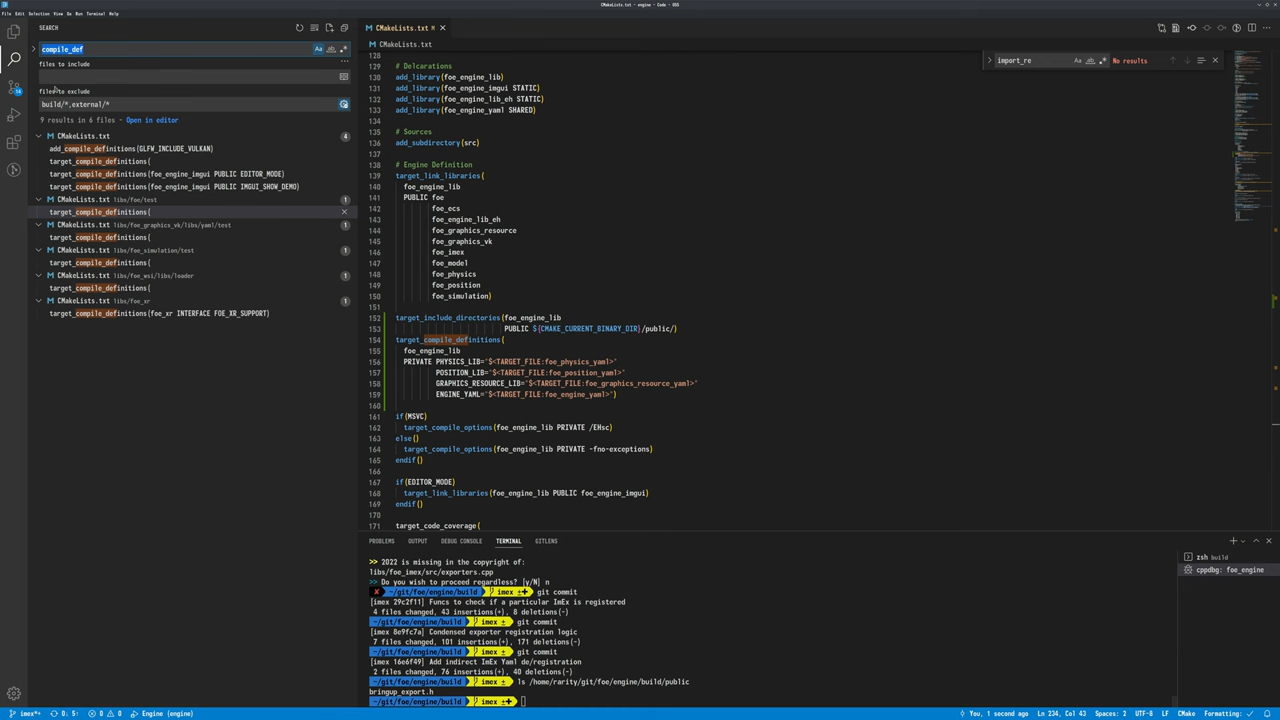 File Edit Selection View Go Run Terminal Help
CMakeLists.txt - engine - Code - OSS
SEARCH
compile_def
files to include
files to exclude
build/*,external/*
9 results in 6 files - Open in editor
CMakeLists.txt 4
add_compile_definitions(GLFW_INCLUDE_VULKAN)
target_compile_definitions(
target_compile_definitions(foe_engine_imgui PUBLIC EDITOR_MODE)
target_compile_definitions(foe_engine_imgui PUBLIC IMGUI_SHOW_DEMO)
CMakeLists.txt libs/foe/test 1
target_compile_definitions(
CMakeLists.txt libs/foe_graphics_vk/libs/yaml/test 1
target_compile_definitions(
CMakeLists.txt libs/foe_simulation/test 1
target_compile_definitions(
CMakeLists.txt libs/foe_wsi/libs/loader 1
target_compile_definitions(
CMakeLists.txt libs/foe_xr 1
target_compile_definitions(foe_xr INTERFACE FOE_XR_SUPPORT)
CMakeLists.txt M
CMakeLists.txt
import_re
No results
128
129 # Delcarations
130 add_library(foe_engine_lib)
131 add_library(foe_engine_imgui STATIC)
132 add_library(foe_engine_lib_eh STATIC)
133 add_library(foe_engine_yaml SHARED)
134
135 # Sources
136 add_subdirectory(src)
137
138 # Engine Definition
139 target_link_libraries(
140 foe_engine_lib
141 PUBLIC foe
142 foe_ecs
143 foe_engine_lib_eh
144 foe_graphics_resource
145 foe_graphics_vk
146 foe_imex
147 foe_model
148 foe_physics
149 foe_position
150 foe_simulation)
151
152 target_include_directories(foe_engine_lib
153 PUBLIC ${CMAKE_CURRENT_BINARY_DIR}/public/)
154 target_compile_definitions(
155 foe_engine_lib
156 PRIVATE PHYSICS_LIB="$<TARGET_FILE:foe_physics_yaml>"
157 POSITION_LIB="$<TARGET_FILE:foe_position_yaml>"
158 GRAPHICS_RESOURCE_LIB="$<TARGET_FILE:foe_graphics_resource_yaml>"
159 ENGINE_YAML="$<TARGET_FILE:foe_engine_yaml>")
160
161 if(MSVC)
162 target_compile_options(foe_engine_lib PRIVATE /EHsc)
163 else()
164 target_compile_options(foe_engine_lib PRIVATE -fno-exceptions)
165 endif()
166
167 if(EDITOR_MODE)
168 target_link_libraries(foe_engine_lib PUBLIC foe_engine_imgui)
169 endif()
170
171 target_code_coverage(
PROBLEMS OUTPUT DEBUG CONSOLE TERMINAL GITLENS
>> 2022 is missing in the copyright of:
libs/foe_imex/src/exporters.cpp
>> Do you wish to proceed regardless? [y/N] n
✘ ~/git/foe/engine/build imex ±✚ git commit
[imex 29c2f11] Funcs to check if a particular ImEx is registered
4 files changed, 43 insertions(+), 8 deletions(-)
~/git/foe/engine/build imex ± git commit
[imex 8e9fc7a] Condensed exporter registration logic
7 files changed, 101 insertions(+), 171 deletions(-)
~/git/foe/engine/build imex ± git commit
[imex 16e6f49] Add indirect ImEx Yaml de/registration
2 files changed, 76 insertions(+), 40 deletions(-)
~/git/foe/engine/build imex ± ls /home/rarity/git/foe/engine/build/public
bringup_export.h
~/git/foe/engine/build imex ±✚
zsh build
cppdbg: foe_engine
imex*+ 0↓ 5↑ 0 0 Engine (engine)
You, 1 second ago Ln 234, Col 43 Spaces: 2 UTF-8 LF CMake Formatting: ✓